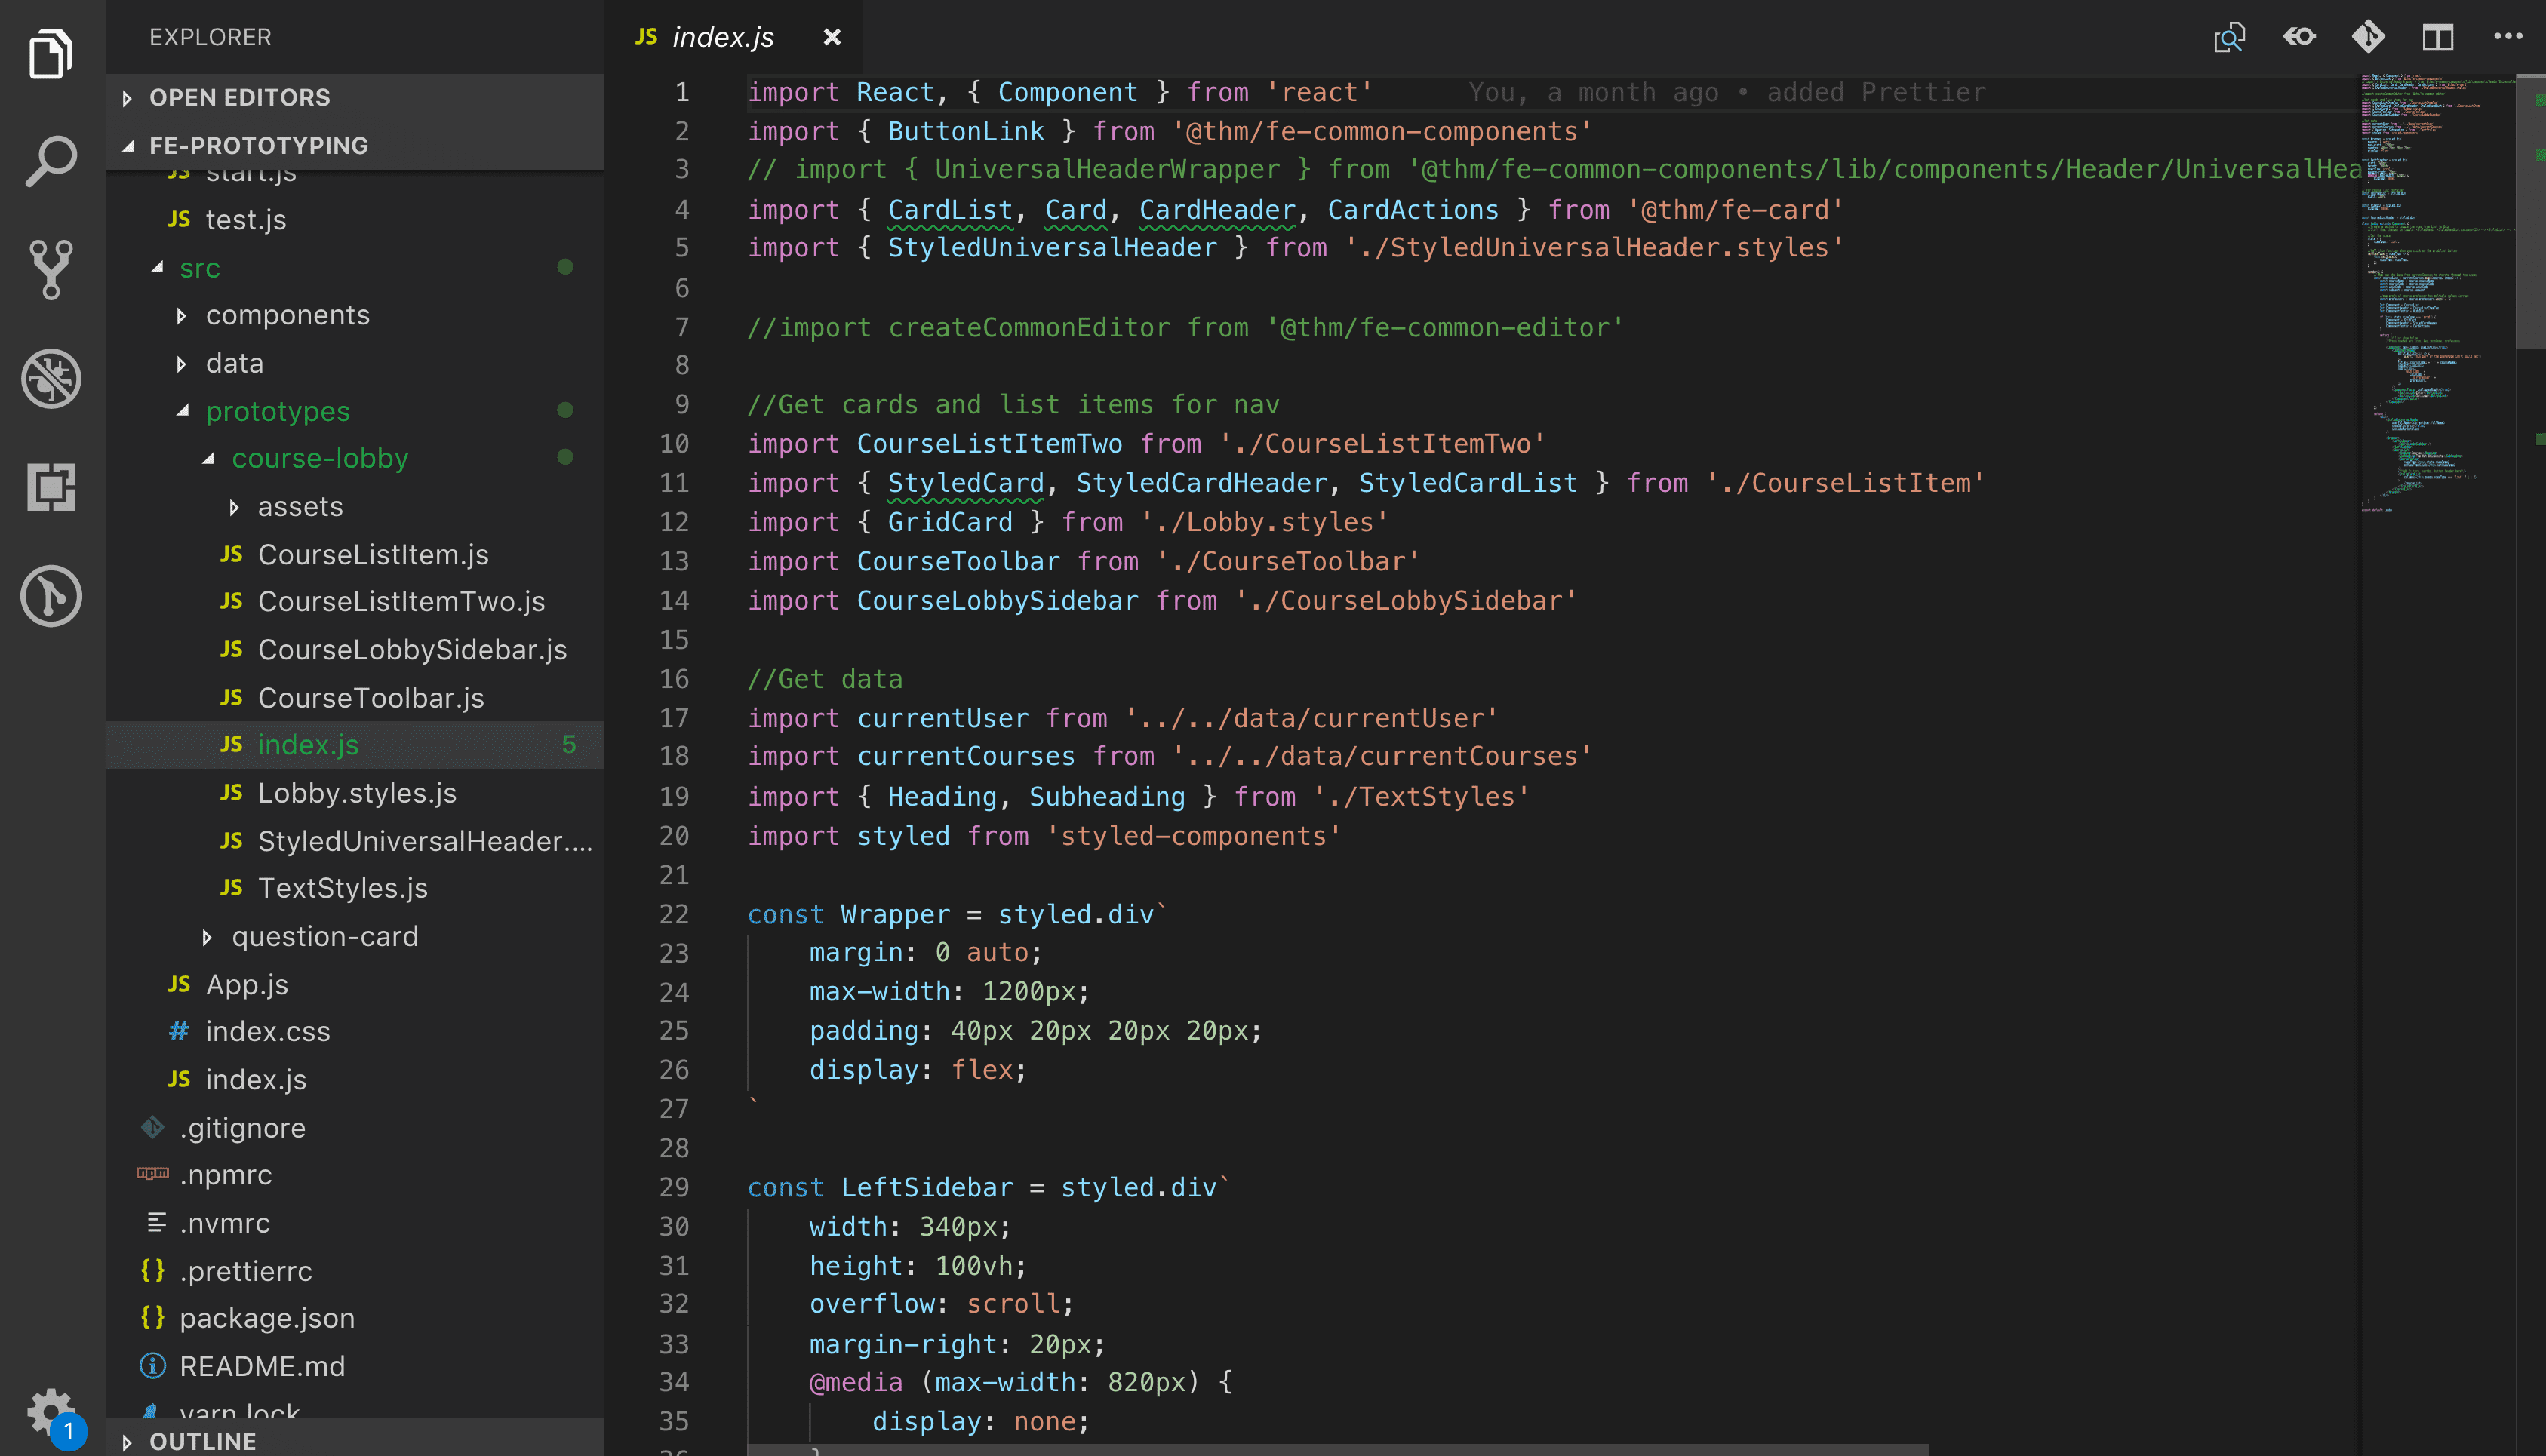 EXPLORER
OPEN EDITORS
FE-PROTOTYPING
JS start.js
JS test.js
src
components
data
prototypes
course-lobby
assets
JS CourseListItem.js
JS CourseListItemTwo.js
JS CourseLobbySidebar.js
JS CourseToolbar.js
JS index.js 5
JS Lobby.styles.js
JS StyledUniversalHeader....
JS TextStyles.js
question-card
JS App.js
# index.css
JS index.js
.gitignore
.npmrc
.nvmrc
{} .prettierrc
{} package.json
README.md
yarn.lock
OUTLINE
1
JS index.js
1 import React, { Component } from 'react' You, a month ago • added Prettier
2 import { ButtonLink } from '@thm/fe-common-components'
3 // import { UniversalHeaderWrapper } from '@thm/fe-common-components/lib/components/Header/UniversalHea
4 import { CardList, Card, CardHeader, CardActions } from '@thm/fe-card'
5 import { StyledUniversalHeader } from './StyledUniversalHeader.styles'
6
7 //import createCommonEditor from '@thm/fe-common-editor'
8
9 //Get cards and list items for nav
10 import CourseListItemTwo from './CourseListItemTwo'
11 import { StyledCard, StyledCardHeader, StyledCardList } from './CourseListItem'
12 import { GridCard } from './Lobby.styles'
13 import CourseToolbar from './CourseToolbar'
14 import CourseLobbySidebar from './CourseLobbySidebar'
15
16 //Get data
17 import currentUser from '../../data/currentUser'
18 import currentCourses from '../../data/currentCourses'
19 import { Heading, Subheading } from './TextStyles'
20 import styled from 'styled-components'
21
22 const Wrapper = styled.div`
23 margin: 0 auto;
24 max-width: 1200px;
25 padding: 40px 20px 20px 20px;
26 display: flex;
27 `
28
29 const LeftSidebar = styled.div`
30 width: 340px;
31 height: 100vh;
32 overflow: scroll;
33 margin-right: 20px;
34 @media (max-width: 820px) {
35 display: none;